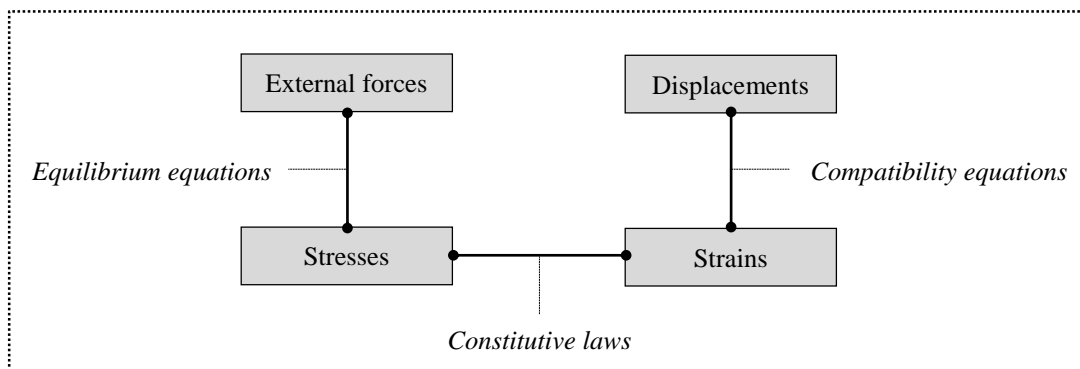 External forces
Displacements
Equilibrium equations
Compatibility equations
Stresses
Strains
Constitutive laws